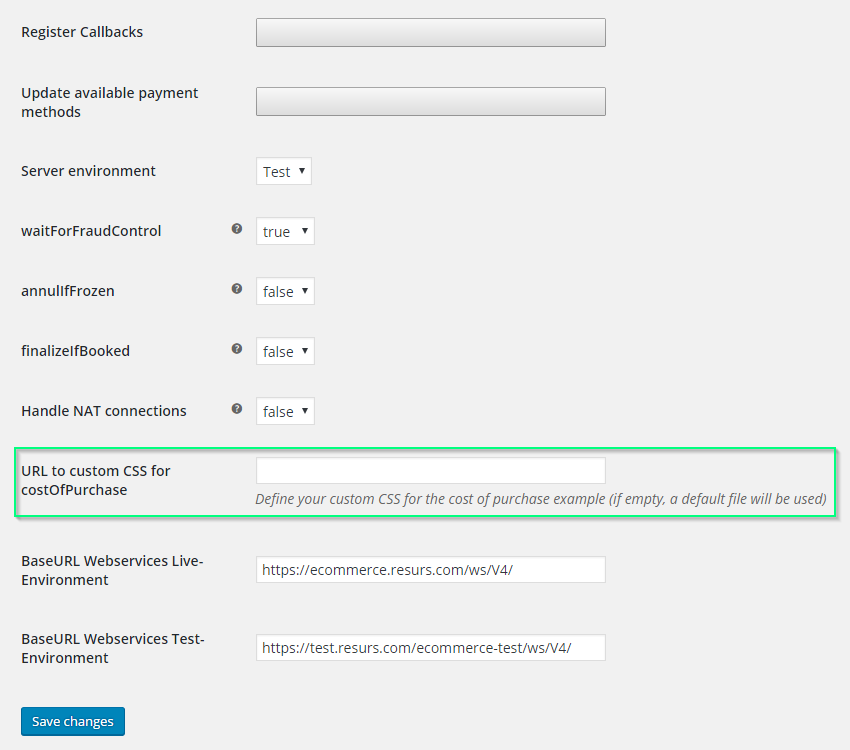 Register Callbacks
Update available payment
methods
Server environment
Test
waitForFraudControl
?
true
annulIfFrozen
?
false
finalizeIfBooked
?
false
Handle NAT connections
?
false
URL to custom CSS for
costOfPurchase
Define your custom CSS for the cost of purchase example (if empty, a default file will be used)
BaseURL Webservices Live-
Environment
https://ecommerce.resurs.com/ws/V4/
BaseURL Webservices Test-
Environment
https://test.resurs.com/ecommerce-test/ws/V4/
Save changes